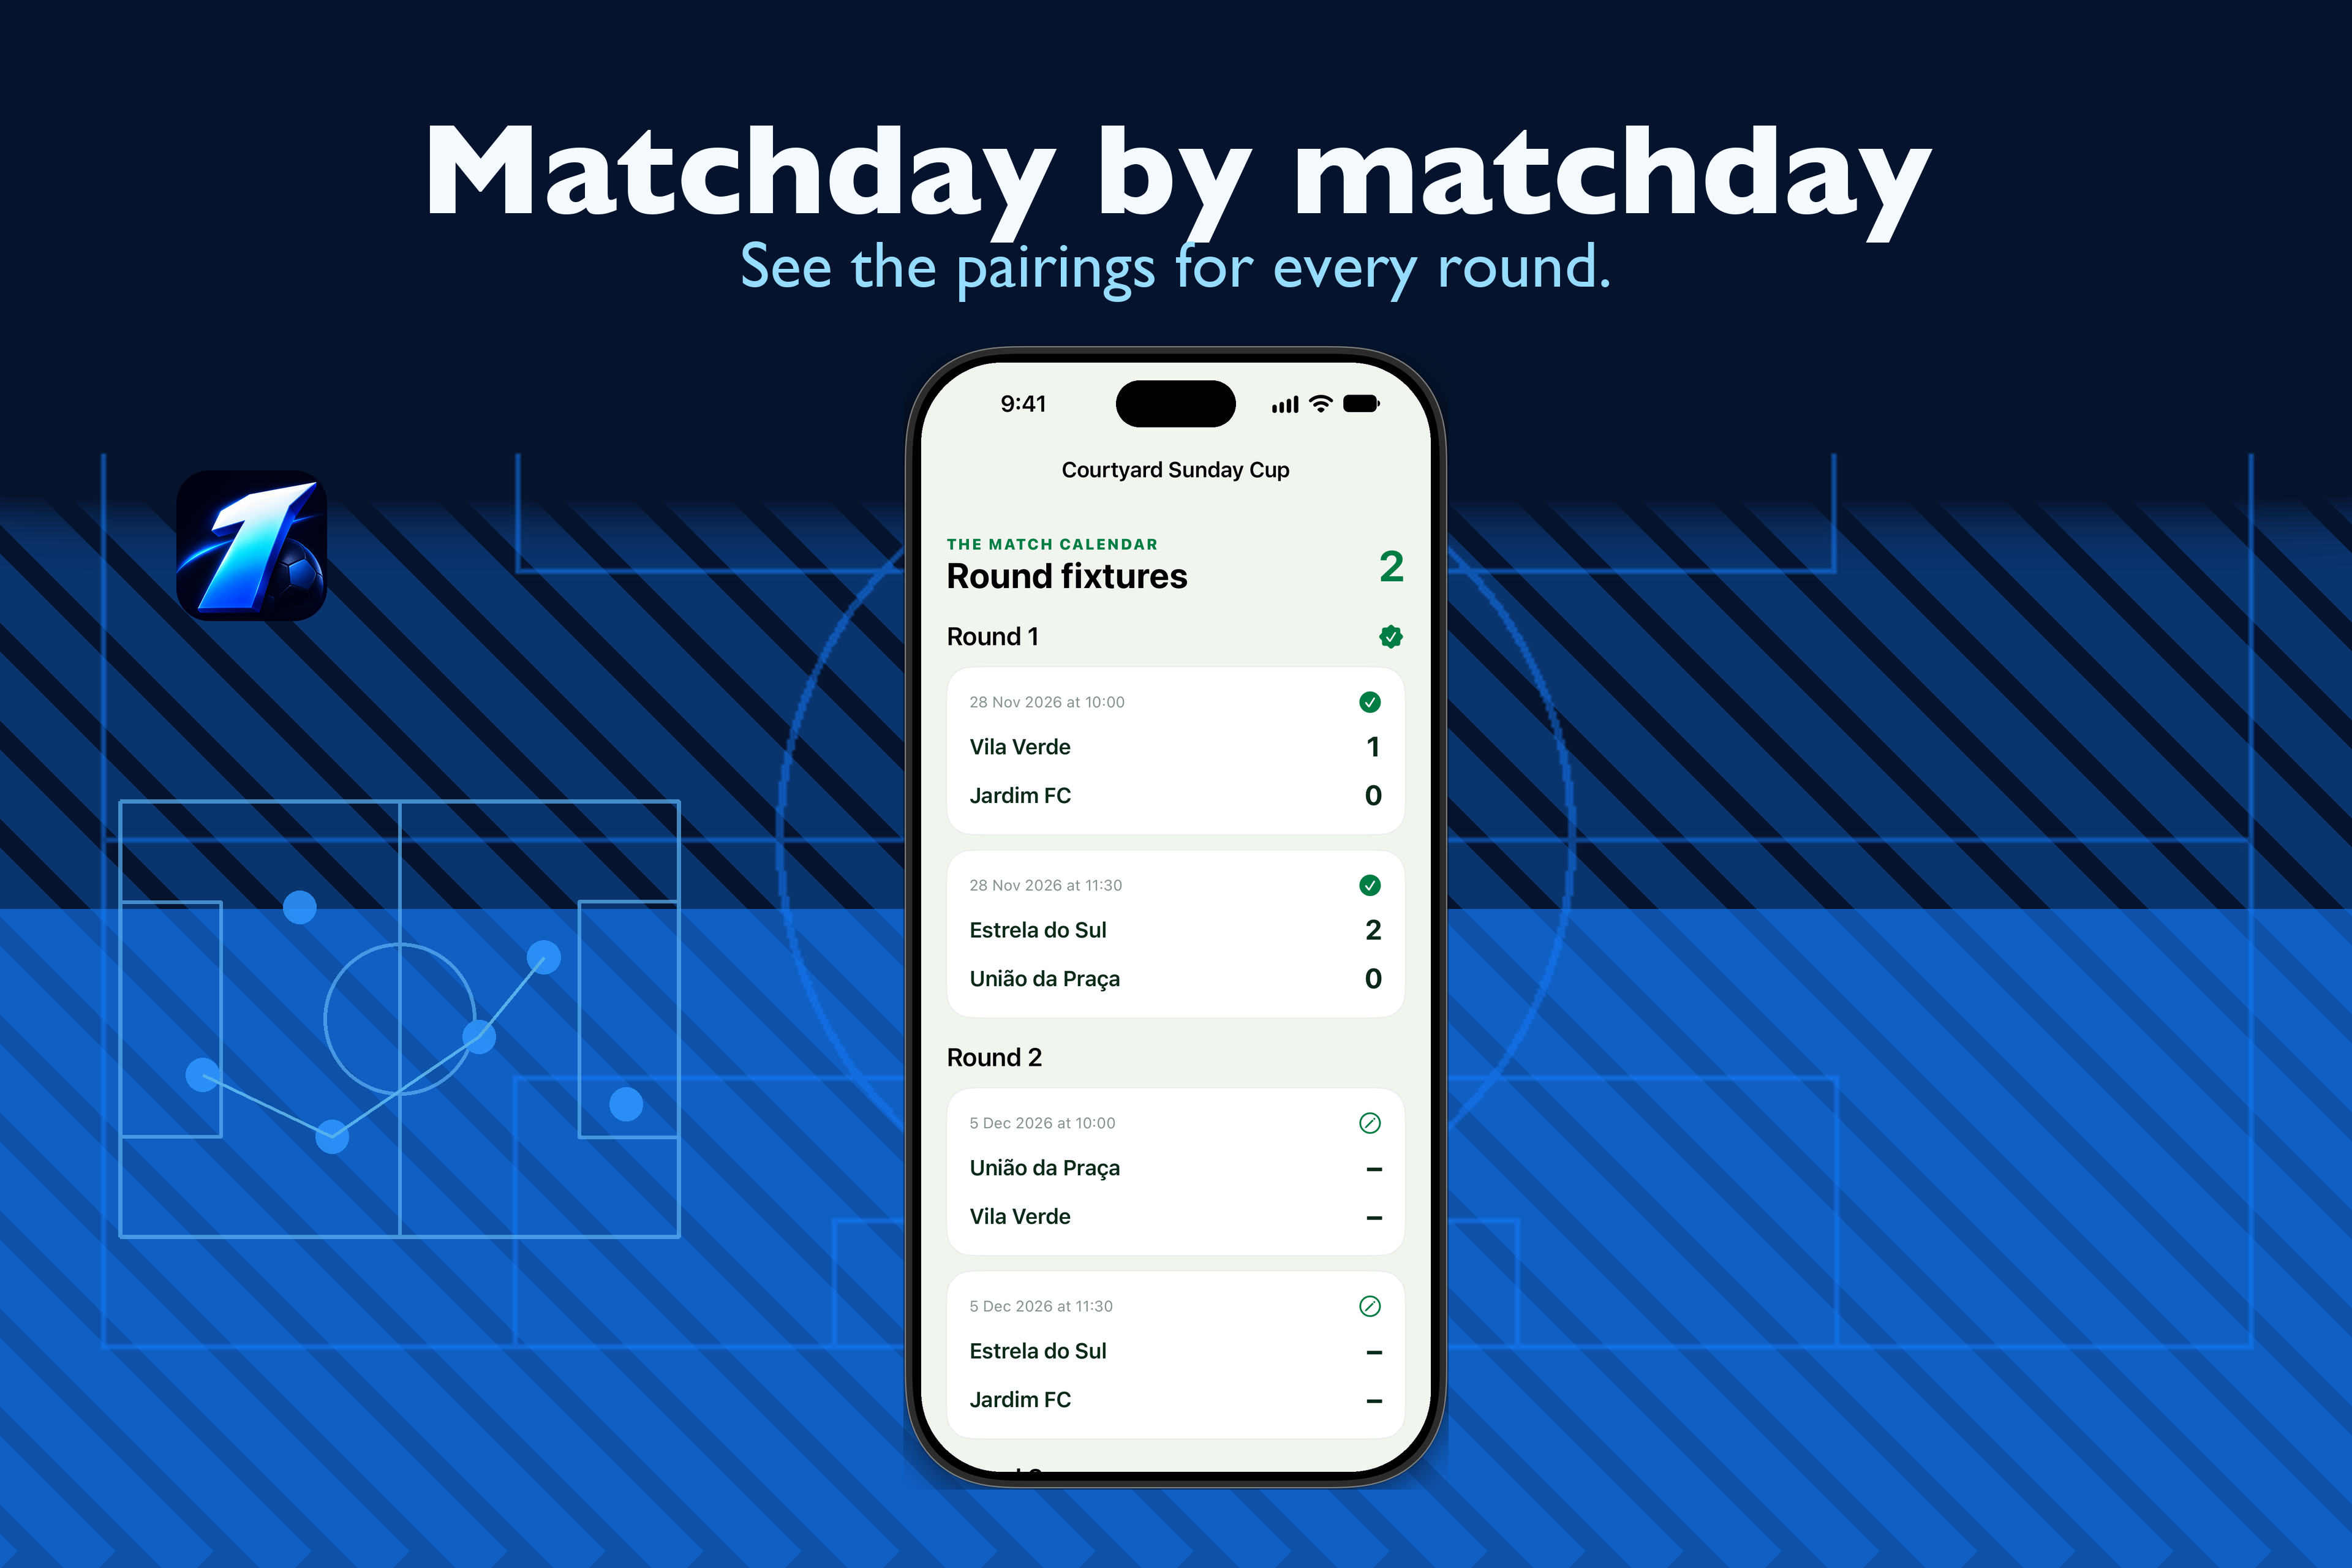 Matchday by matchday
See the pairings for every round.
9:41
Courtyard Sunday Cup
THE MATCH CALENDAR
Round fixtures
2
Round 1
28 Nov 2026 at 10:00
Vila Verde 1
Jardim FC 0
28 Nov 2026 at 11:30
Estrela do Sul 2
União da Praça 0
Round 2
5 Dec 2026 at 10:00
União da Praça –
Vila Verde –
5 Dec 2026 at 11:30
Estrela do Sul –
Jardim FC –
1